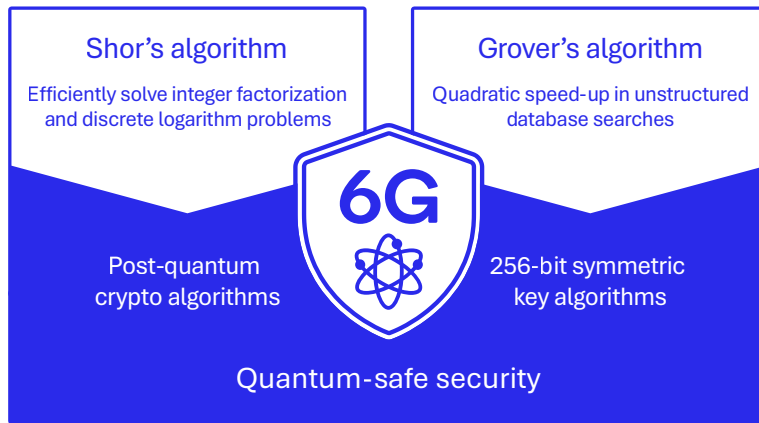 Shor’s algorithm
Efficiently solve integer factorization
and discrete logarithm problems
Grover’s algorithm
Quadratic speed-up in unstructured
database searches
6G
Post-quantum
crypto algorithms
256-bit symmetric
key algorithms
Quantum-safe security